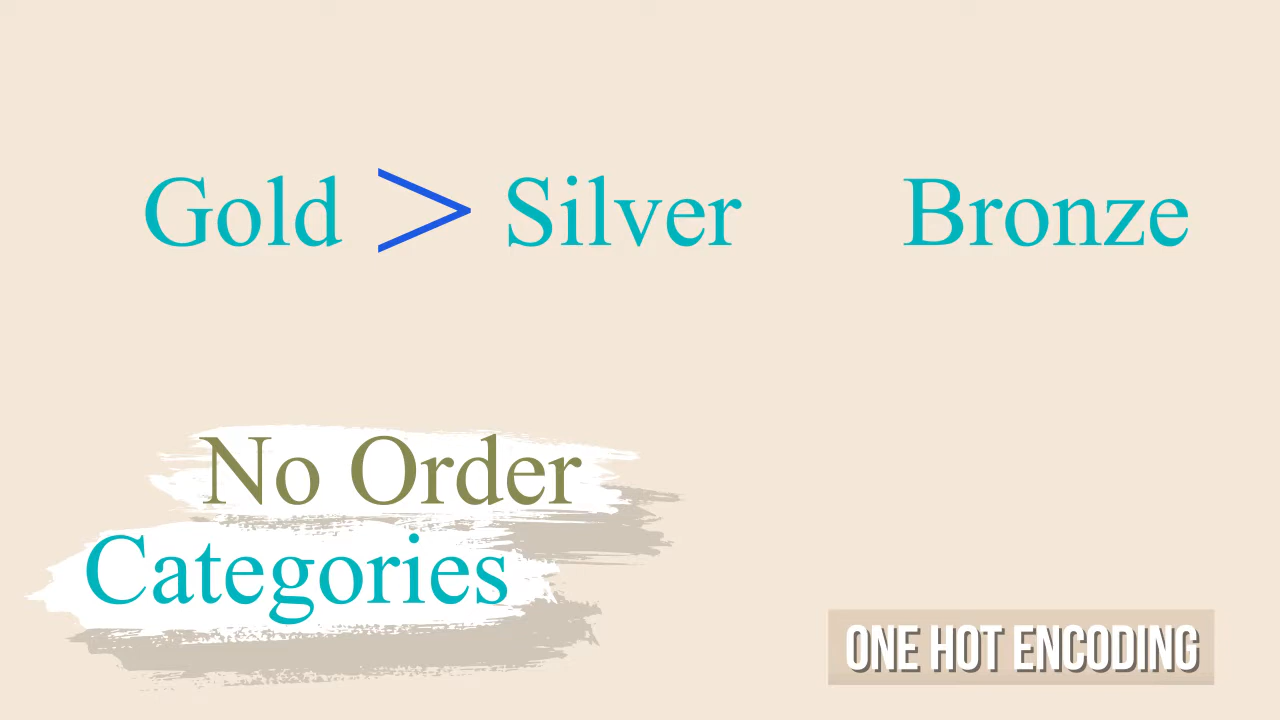 Gold > Silver Bronze
No Order
Categories
ONE HOT ENCODING